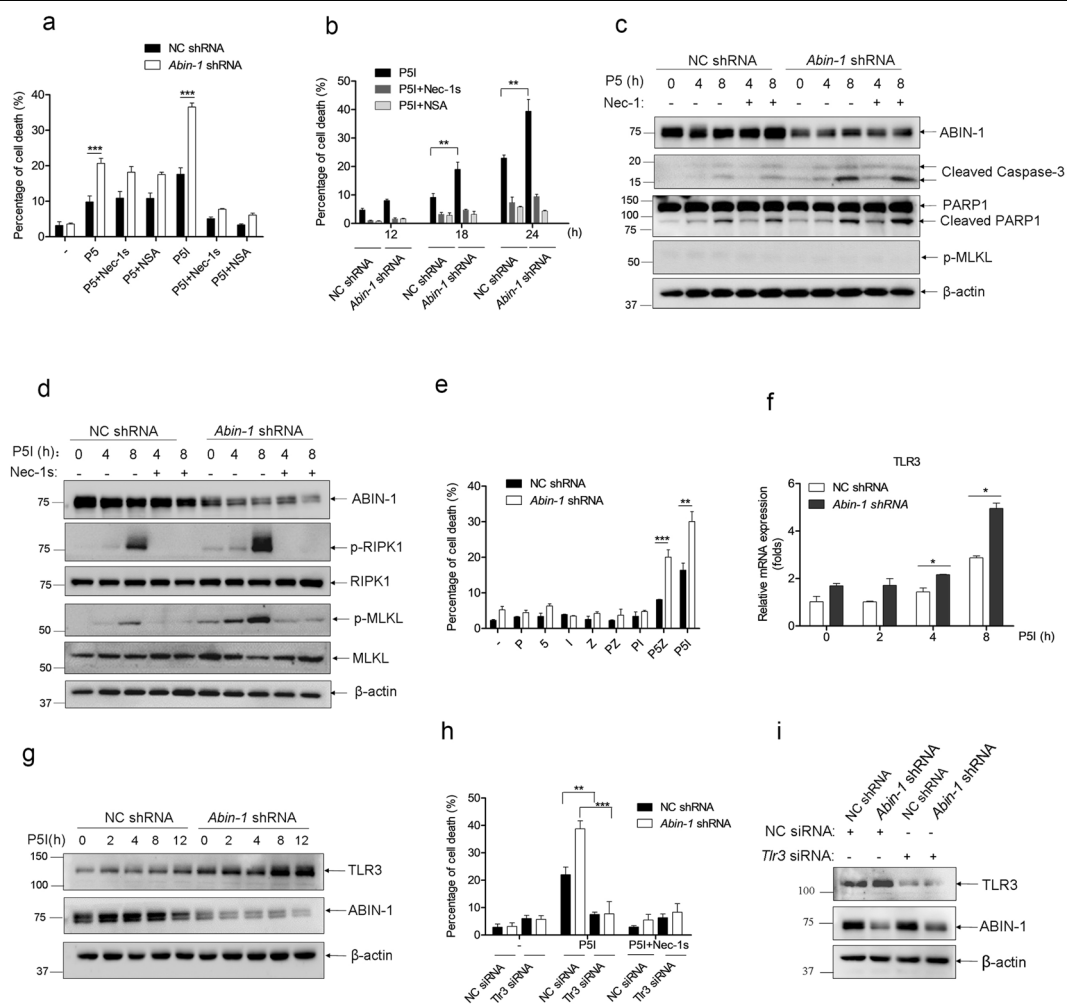 a
NC shRNA
Abin-1 shRNA
Percentage of cell death (%)
40
30
20
10
0
***
***
-
P5
P5+Nec-1s
P5+NSA
P5I
P5I+Nec-1s
P5I+NSA
b
P5I
P5I+Nec-1s
P5I+NSA
Percentage of cell death (%)
50
40
30
20
10
0
**
**
12 18 24 (h)
NC shRNA
Abin-1 shRNA
NC shRNA
Abin-1 shRNA
NC shRNA
Abin-1 shRNA
c
NC shRNA Abin-1 shRNA
P5 (h) 0 4 8 4 8 0 4 8 4 8
Nec-1: - - - + + - - - + +
75 ABIN-1
20
15 Cleaved Caspase-3
150 PARP1
100 Cleaved PARP1
75
50 p-MLKL
37 β-actin
d
NC shRNA Abin-1 shRNA
P5I (h): 0 4 8 4 8 0 4 8 4 8
Nec-1s: - - - + + - - - + +
75 ABIN-1
75 p-RIPK1
75 RIPK1
50 p-MLKL
50 MLKL
37 β-actin
e
NC shRNA
Abin-1 shRNA
Percentage of cell death (%)
40
30
20
10
0
***
**
- P 5 I Z PZ PI P5Z P5I
f
TLR3
NC shRNA
Abin-1 shRNA
Relative mRNA expression
(folds)
6
4
2
0
*
*
0 2 4 8 P5I (h)
g
NC shRNA Abin-1 shRNA
P5I(h) 0 2 4 8 12 0 2 4 8 12
150
100 TLR3
75 ABIN-1
37 β-actin
h
NC shRNA
Abin-1 shRNA
Percentage of cell death (%)
50
40
30
20
10
0
**
***
- P5I P5I+Nec-1s
NC siRNA
Tlr3 siRNA
NC siRNA
Tlr3 siRNA
NC siRNA
Tlr3 siRNA
i
NC shRNA
Abin-1 shRNA
NC shRNA
Abin-1 shRNA
NC siRNA: + + - -
Tlr3 siRNA: - - + +
100 TLR3
75 ABIN-1
50
37 β-actin